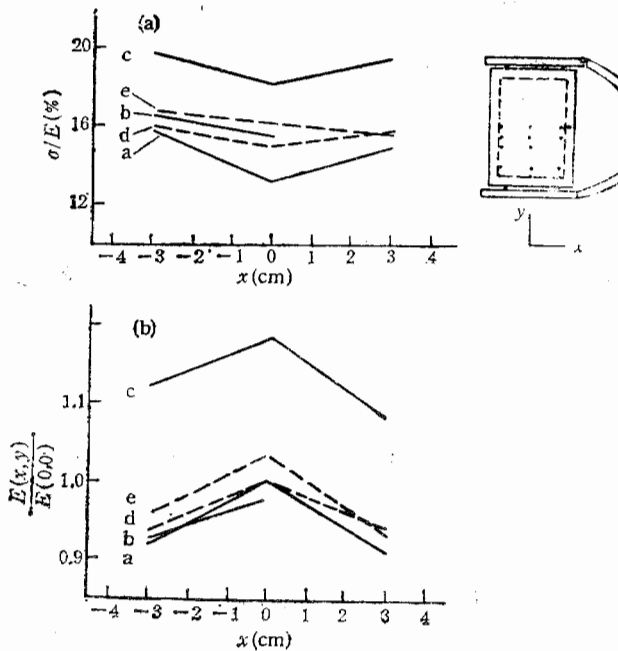 (a)
σ/E(%)
20
16
12
c
e
b
d
a
−4 −3 −2 −1 0 1 2 3 4
x(cm)
y
x
(b)
E(x,y)
E(0,0)
1.1
1.0
0.9
c
e
d
b
a
−4 −3 −2 −1 0 1 2 3 4
x(cm)